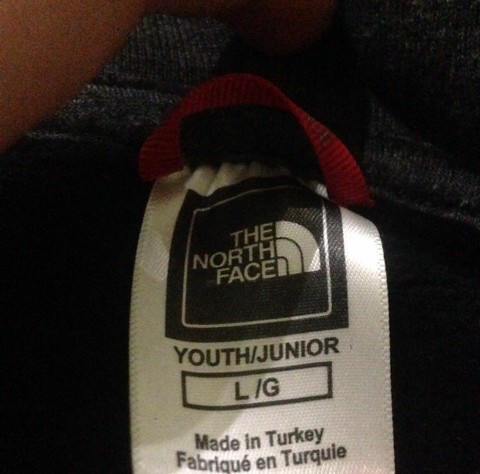 THE
NORTH
FACE
YOUTH/JUNIOR
L/G
Made in Turkey
Fabriqué en Turquie